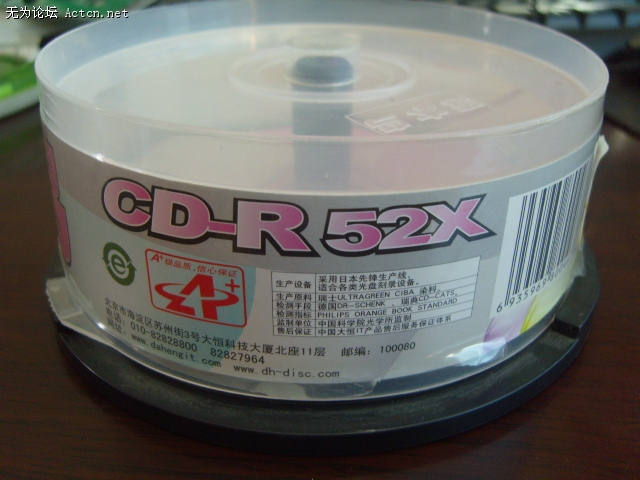 无为论坛 Actcn.net
CD-R 52X
A+级品质,信心保证
A+
生产设备 采用日本先锋生产线,
适合各类光盘刻录设备。
生产原料 瑞士ULTRAGREEN CIBA 染料
检测手段 德国DR-SCHENK 瑞典CD-CATS,
检测指标 PHILIPS ORANGE BOOK STANDARD
监制单位 中国科学院光学所监制
售后保证 中国大恒IT产品售后服务保证体系
北京市海淀区苏州街3号大恒科技大厦北座11层 邮编: 100080
010-82828800 82827964
www.dahengit.com
www.dh-disc.com